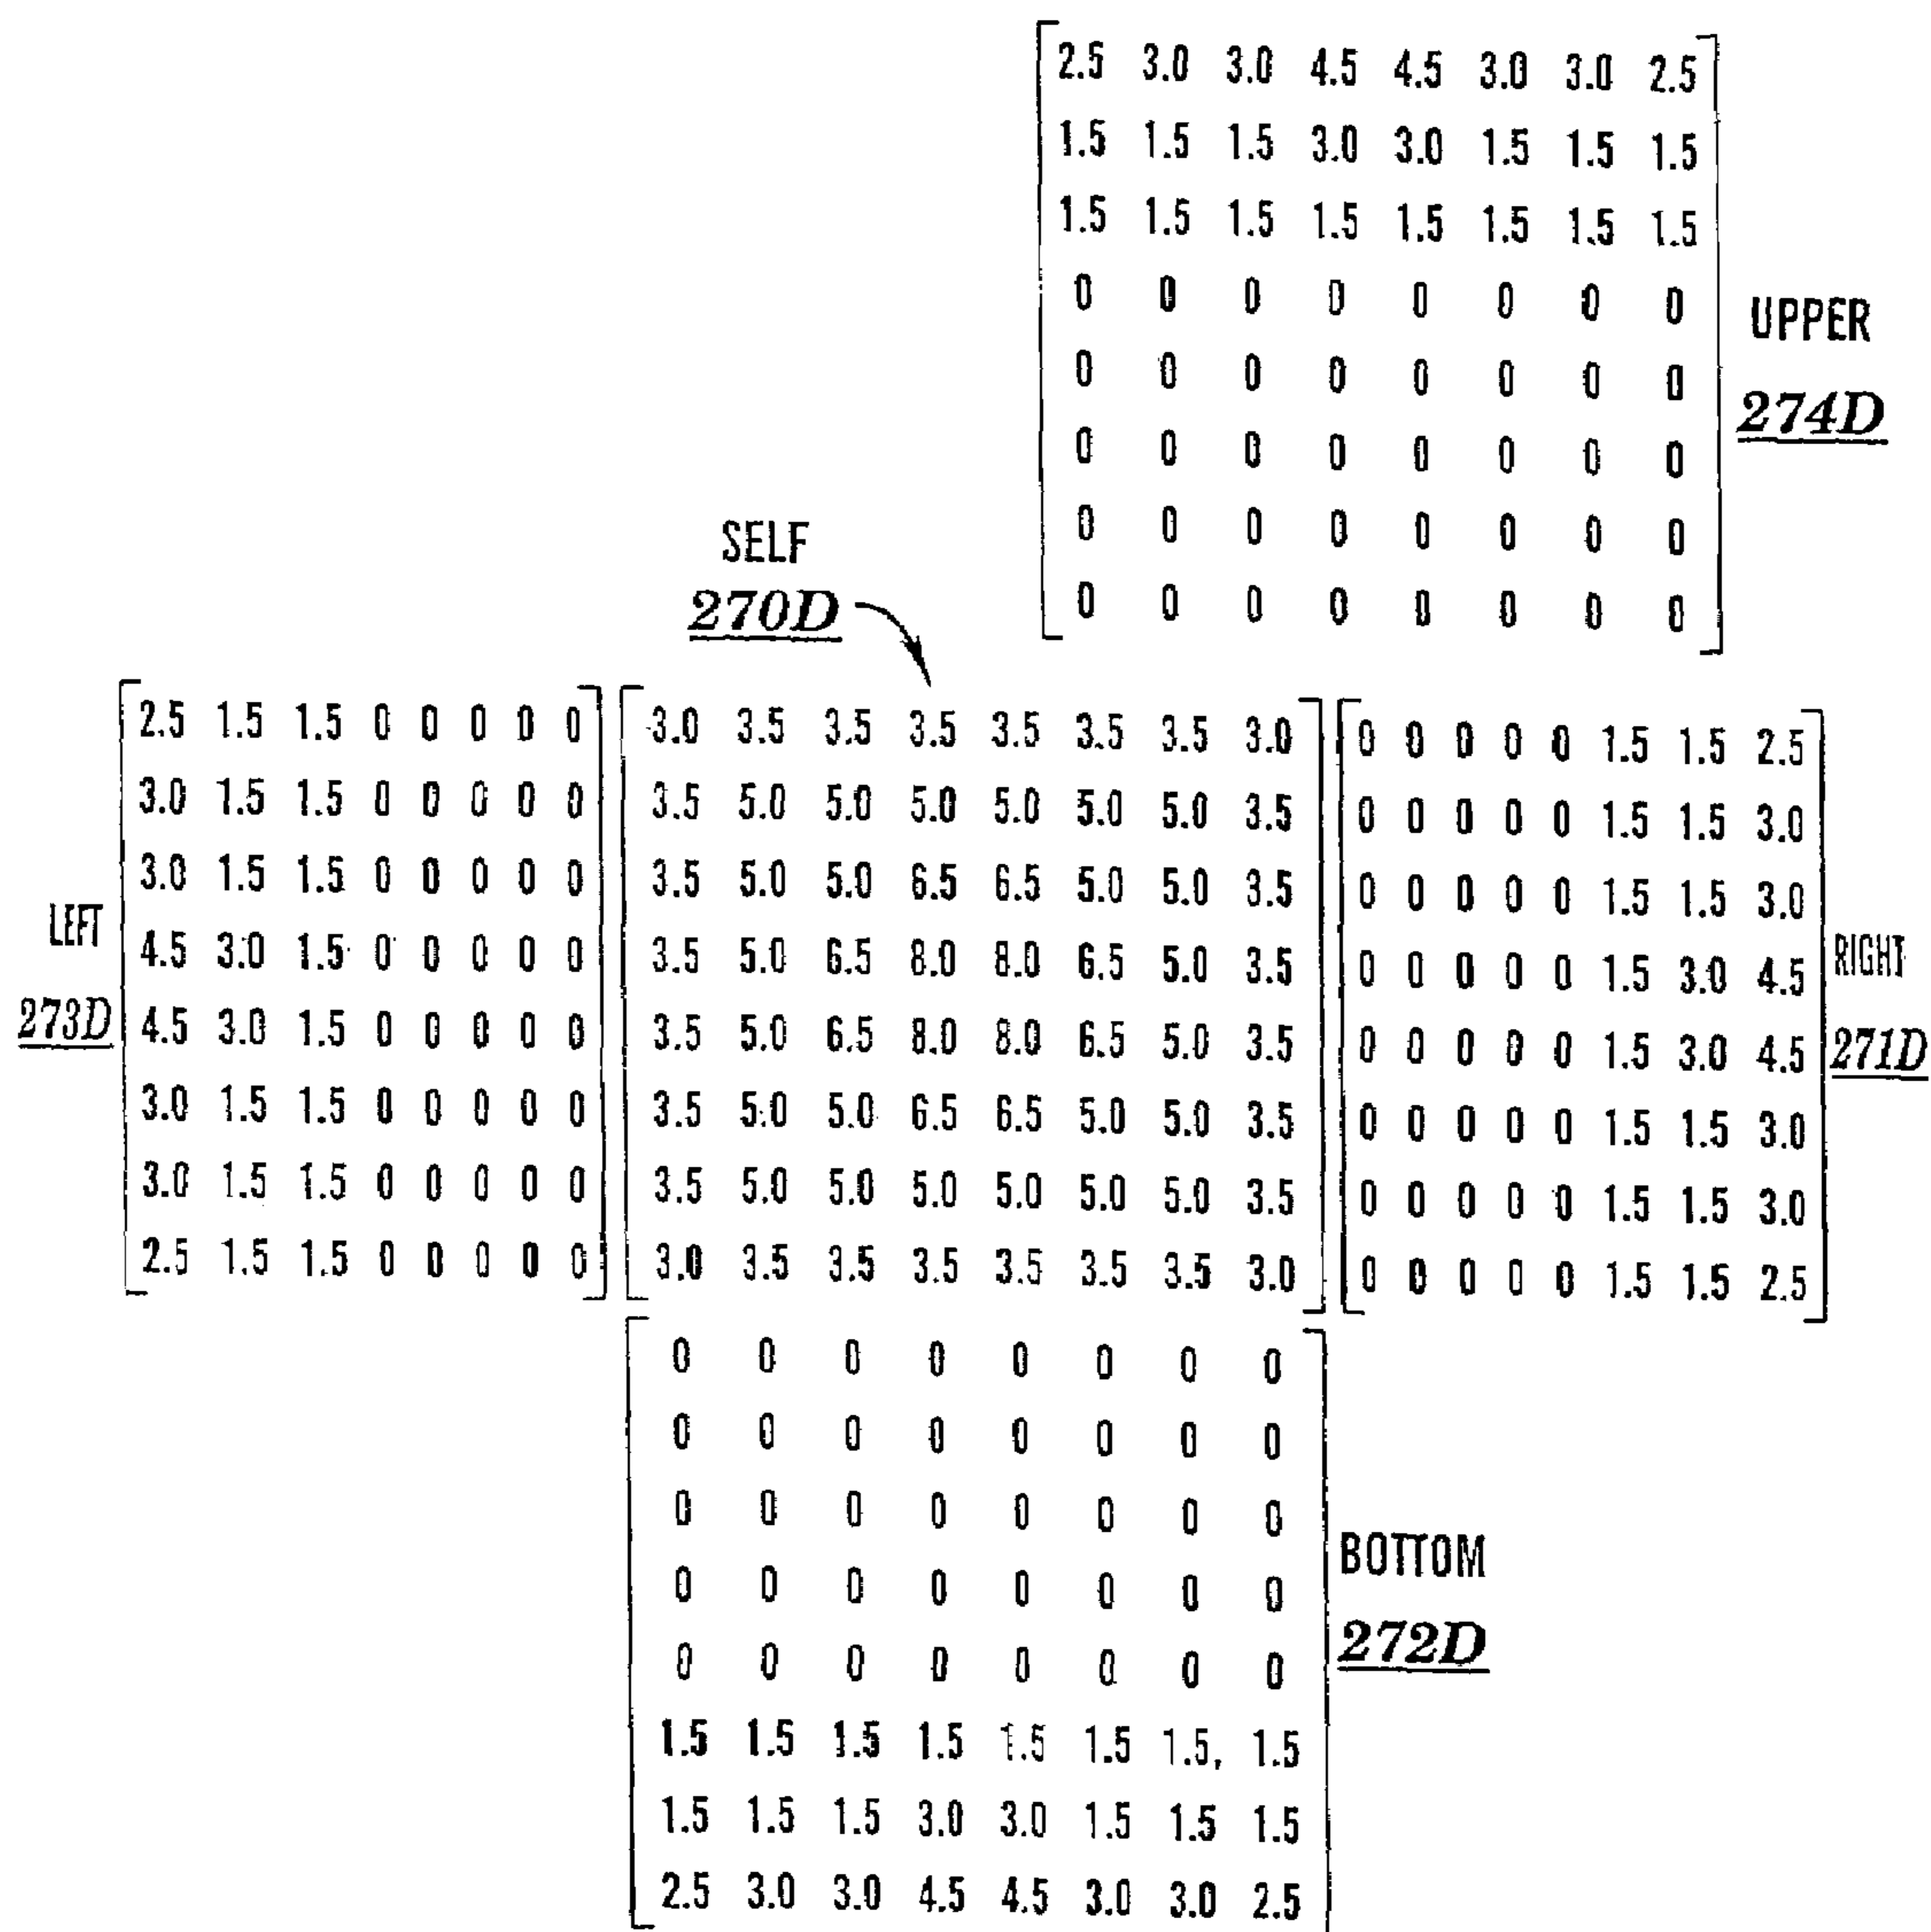 2.5 3.0 3.0 4.5 4.5 3.0 3.0 2.5
1.5 1.5 1.5 3.0 3.0 1.5 1.5 1.5
1.5 1.5 1.5 1.5 1.5 1.5 1.5 1.5
0 0 0 0 0 0 0 0
0 0 0 0 0 0 0 0
0 0 0 0 0 0 0 0
0 0 0 0 0 0 0 0
0 0 0 0 0 0 0 0
UPPER
274D
SELF
270D
LEFT
273D
2.5 1.5 1.5 0 0 0 0 0
3.0 1.5 1.5 0 0 0 0 0
3.0 1.5 1.5 0 0 0 0 0
4.5 3.0 1.5 0 0 0 0 0
4.5 3.0 1.5 0 0 0 0 0
3.0 1.5 1.5 0 0 0 0 0
3.0 1.5 1.5 0 0 0 0 0
2.5 1.5 1.5 0 0 0 0 0
3.0 3.5 3.5 3.5 3.5 3.5 3.5 3.0
3.5 5.0 5.0 5.0 5.0 5.0 5.0 3.5
3.5 5.0 5.0 6.5 6.5 5.0 5.0 3.5
3.5 5.0 6.5 8.0 8.0 6.5 5.0 3.5
3.5 5.0 6.5 8.0 8.0 6.5 5.0 3.5
3.5 5.0 5.0 6.5 6.5 5.0 5.0 3.5
3.5 5.0 5.0 5.0 5.0 5.0 5.0 3.5
3.0 3.5 3.5 3.5 3.5 3.5 3.5 3.0
0 0 0 0 0 1.5 1.5 2.5
0 0 0 0 0 1.5 1.5 3.0
0 0 0 0 0 1.5 1.5 3.0
0 0 0 0 0 1.5 3.0 4.5
0 0 0 0 0 1.5 3.0 4.5
0 0 0 0 0 1.5 1.5 3.0
0 0 0 0 0 1.5 1.5 3.0
0 0 0 0 0 1.5 1.5 2.5
RIGHT
271D
0 0 0 0 0 0 0 0
0 0 0 0 0 0 0 0
0 0 0 0 0 0 0 0
0 0 0 0 0 0 0 0
0 0 0 0 0 0 0 0
1.5 1.5 1.5 1.5 1.5 1.5 1.5, 1.5
1.5 1.5 1.5 3.0 3.0 1.5 1.5 1.5
2.5 3.0 3.0 4.5 4.5 3.0 3.0 2.5
BOTTOM
272D